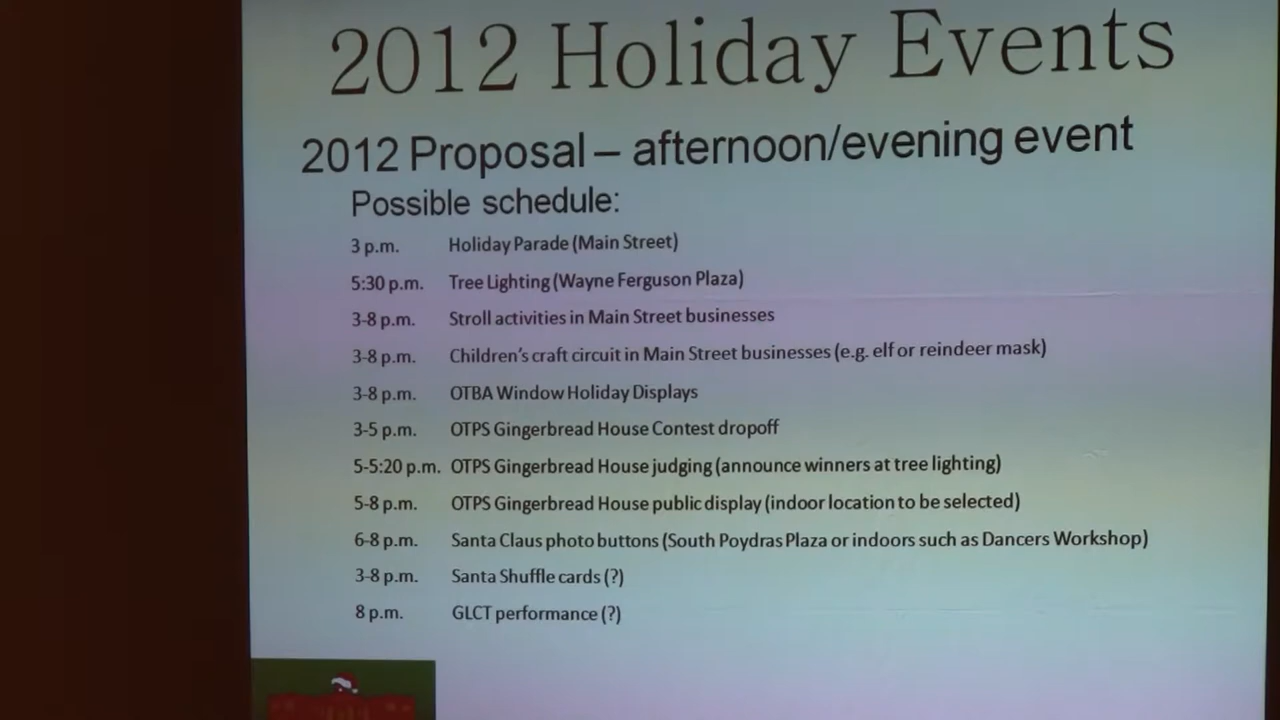 2012 Holiday Events
2012 Proposal – afternoon/evening event
Possible schedule:
3 p.m. Holiday Parade (Main Street)
5:30 p.m. Tree Lighting (Wayne Ferguson Plaza)
3-8 p.m. Stroll activities in Main Street businesses
3-8 p.m. Children's craft circuit in Main Street businesses (e.g. elf or reindeer mask)
3-8 p.m. OTBA Window Holiday Displays
3-5 p.m. OTPS Gingerbread House Contest dropoff
5-5:20 p.m. OTPS Gingerbread House judging (announce winners at tree lighting)
5-8 p.m. OTPS Gingerbread House public display (indoor location to be selected)
6-8 p.m. Santa Claus photo buttons (South Poydras Plaza or indoors such as Dancers Workshop)
3-8 p.m. Santa Shuffle cards (?)
8 p.m. GLCT performance (?)